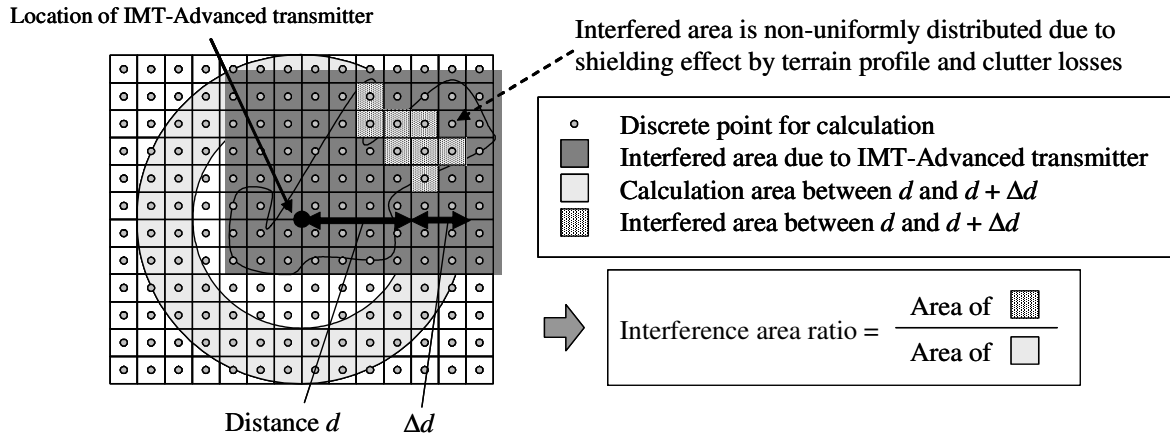 Location of IMT-Advanced transmitter
Interfered area is non-uniformly distributed due to
shielding effect by terrain profile and clutter losses
Discrete point for calculation
Interfered area due to IMT-Advanced transmitter
Calculation area between d and d + Δd
Interfered area between d and d + Δd
Interference area ratio =
Area of
Area of
Distance d
Δd